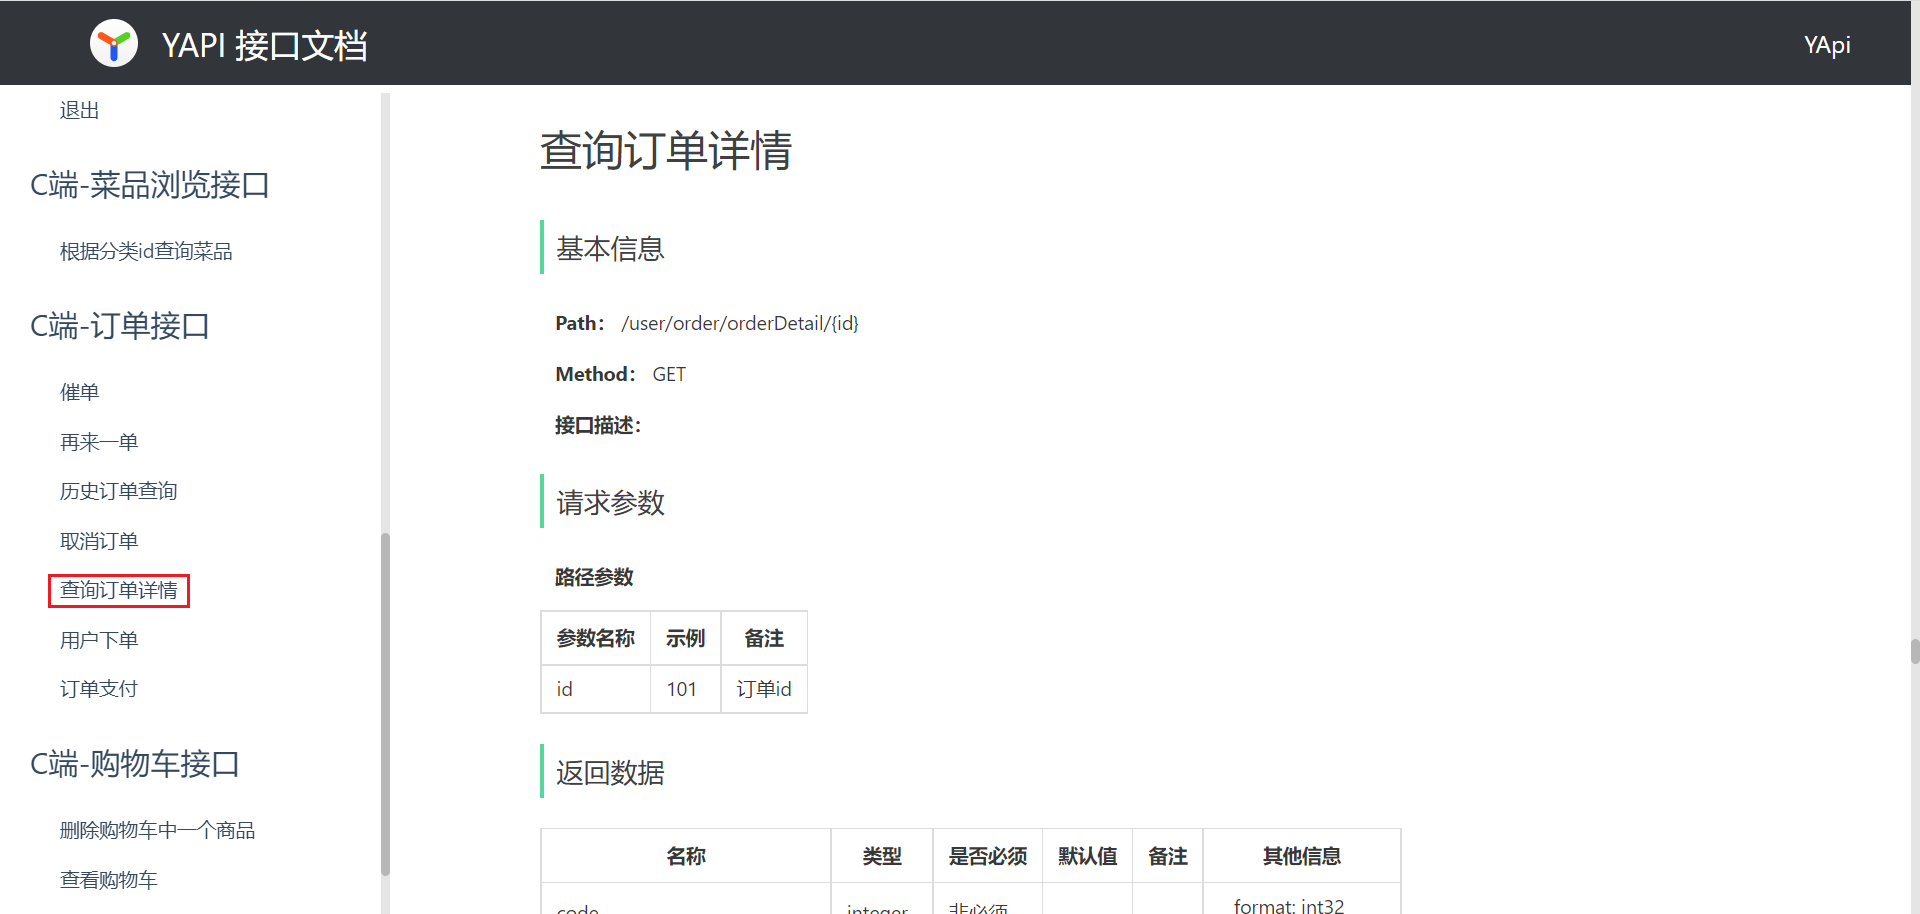 YAPI 接口文档
YApi
退出
C端-菜品浏览接口
根据分类id查询菜品
C端-订单接口
催单
再来一单
历史订单查询
取消订单
查询订单详情
用户下单
订单支付
C端-购物车接口
删除购物车中一个商品
查看购物车
查询订单详情
基本信息
Path： /user/order/orderDetail/{id}
Method： GET
接口描述：
请求参数
路径参数
参数名称 示例 备注
id 101 订单id
返回数据
名称 类型 是否必须 默认值 备注 其他信息
code integer 非必须 format: int32